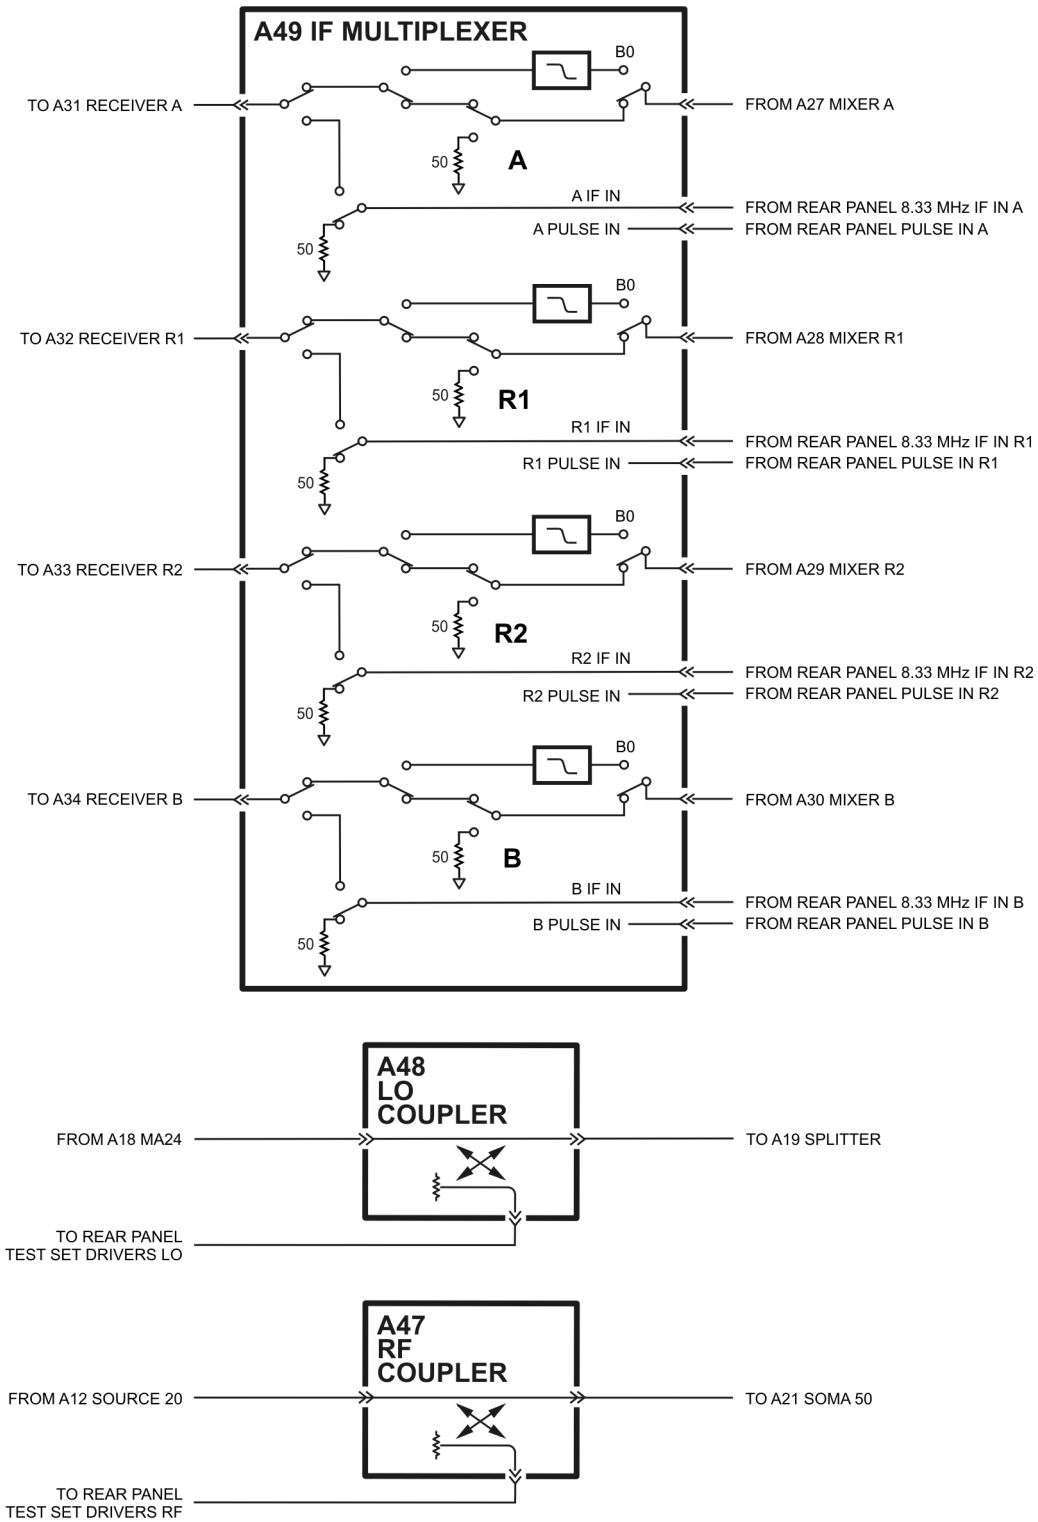 A49 IF MULTIPLEXER
B0
TO A31 RECEIVER A
FROM A27 MIXER A
50
A
A IF IN
FROM REAR PANEL 8.33 MHz IF IN A
A PULSE IN
FROM REAR PANEL PULSE IN A
50
B0
TO A32 RECEIVER R1
FROM A28 MIXER R1
50
R1
R1 IF IN
FROM REAR PANEL 8.33 MHz IF IN R1
R1 PULSE IN
FROM REAR PANEL PULSE IN R1
50
B0
TO A33 RECEIVER R2
FROM A29 MIXER R2
50
R2
R2 IF IN
FROM REAR PANEL 8.33 MHz IF IN R2
R2 PULSE IN
FROM REAR PANEL PULSE IN R2
50
B0
TO A34 RECEIVER B
FROM A30 MIXER B
50
B
B IF IN
FROM REAR PANEL 8.33 MHz IF IN B
B PULSE IN
FROM REAR PANEL PULSE IN B
50
A48
LO
COUPLER
FROM A18 MA24
TO A19 SPLITTER
TO REAR PANEL
TEST SET DRIVERS LO
A47
RF
COUPLER
FROM A12 SOURCE 20
TO A21 SOMA 50
TO REAR PANEL
TEST SET DRIVERS RF